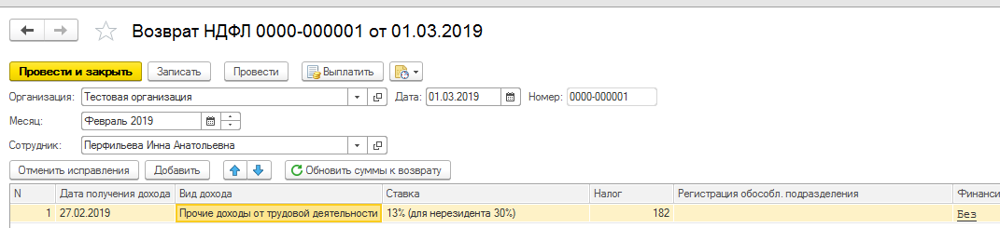 Возврат НДФЛ 0000-000001 от 01.03.2019
Провести и закрыть Записать Провести Выплатить
Организация: Тестовая организация Дата: 01.03.2019 Номер: 0000-000001
Месяц: Февраль 2019
Сотрудник: Перфильева Инна Анатольевна
Отменить исправления Добавить Обновить суммы к возврату
N Дата получения дохода Вид дохода Ставка Налог Регистрация обособл. подразделения Финанси
1 27.02.2019 Прочие доходы от трудовой деятельности 13% (для нерезидента 30%) 182 Без